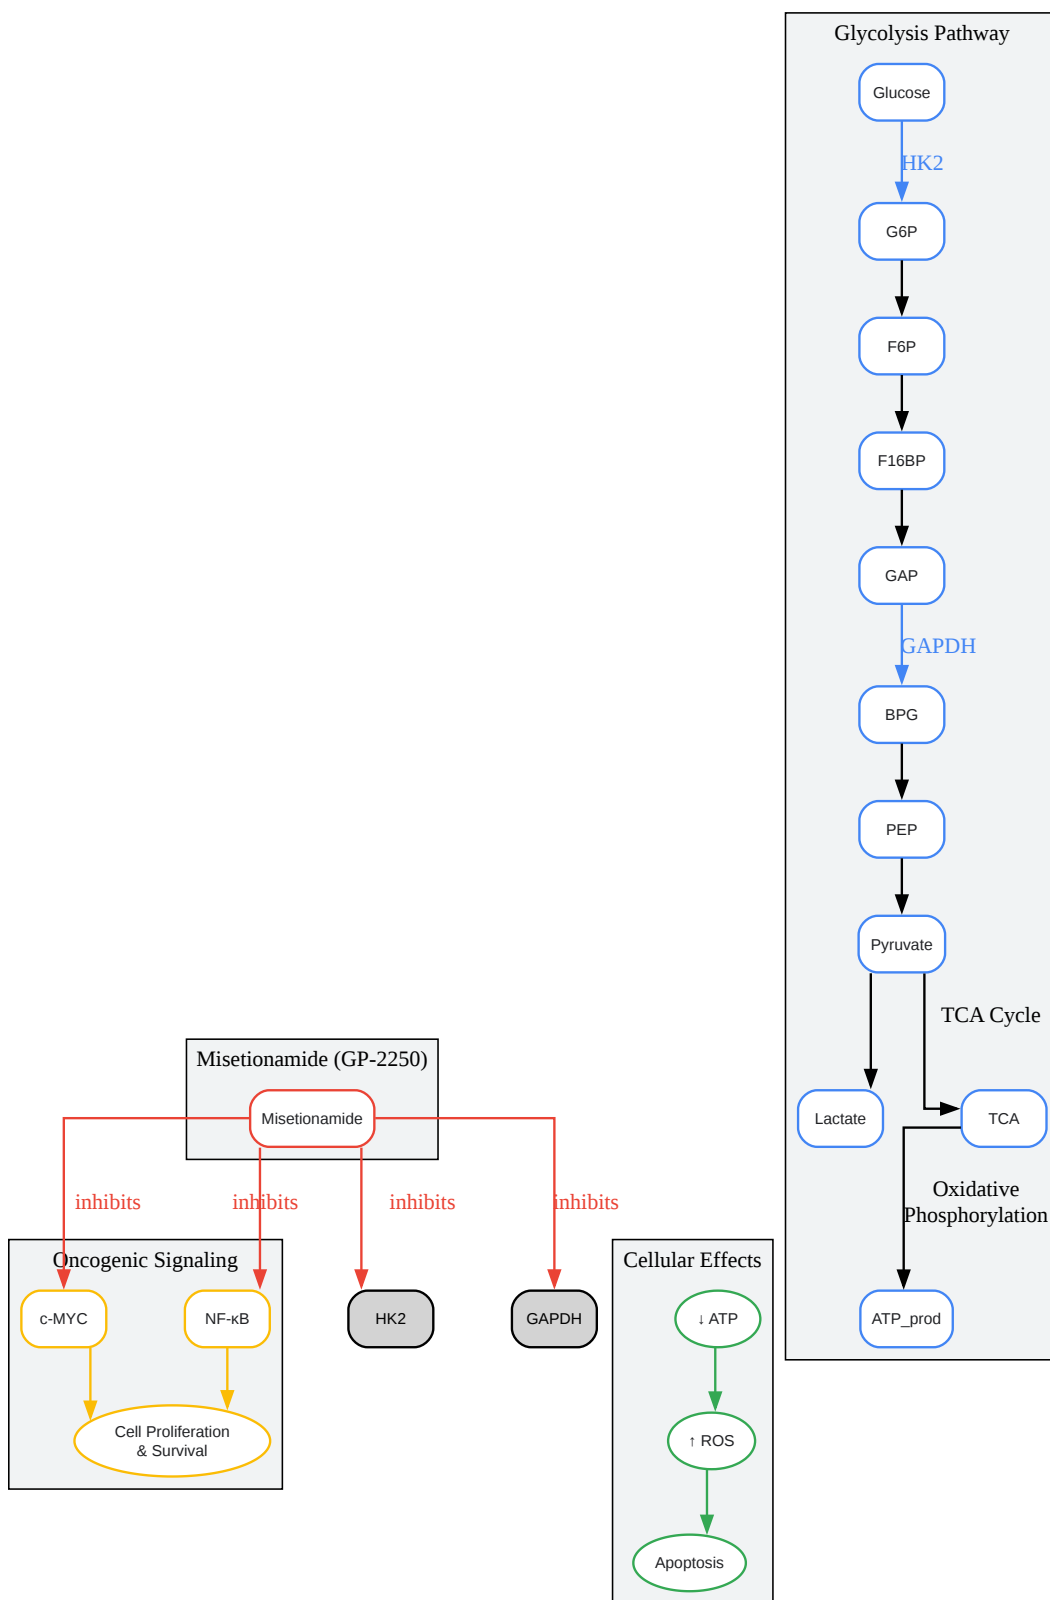 Glycolysis Pathway
Glucose
HK2
G6P
F6P
F16BP
GAP
GAPDH
BPG
PEP
Pyruvate
TCA Cycle
Lactate
TCA
Oxidative
Phosphorylation
ATP_prod
Misetionamide (GP-2250)
Misetionamide
inhibits
inhibits
inhibits
inhibits
Oncogenic Signaling
c-MYC
NF-κB
Cell Proliferation
& Survival
HK2
GAPDH
Cellular Effects
↓ ATP
↑ ROS
Apoptosis